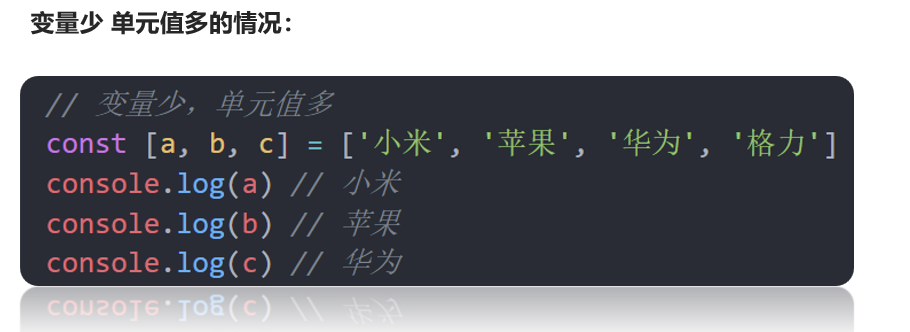 变量少 单元值多的情况：
// 变量少，单元值多
const [a, b, c] = ['小米', '苹果', '华为', '格力']
console.log(a) // 小米
console.log(b) // 苹果
console.log(c) // 华为